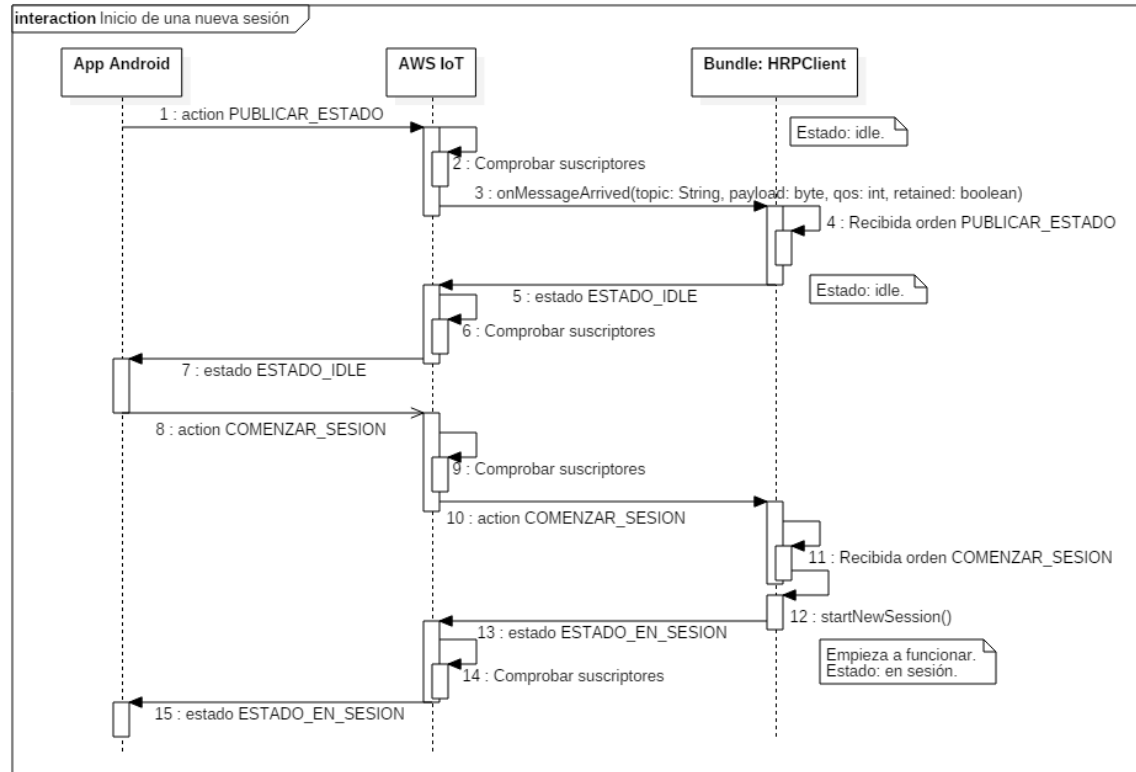 interaction Inicio de una nueva sesión
App Android
AWS IoT
Bundle: HRPClient
1 : action PUBLICAR_ESTADO
Estado: idle.
2 : Comprobar suscriptores
3 : onMessageArrived(topic: String, payload: byte, qos: int, retained: boolean)
4 : Recibida orden PUBLICAR_ESTADO
5 : estado ESTADO_IDLE
Estado: idle.
6 : Comprobar suscriptores
7 : estado ESTADO_IDLE
8 : action COMENZAR_SESION
9 : Comprobar suscriptores
10 : action COMENZAR_SESION
11 : Recibida orden COMENZAR_SESION
12 : startNewSession()
13 : estado ESTADO_EN_SESION
Empieza a funcionar.
Estado: en sesión.
14 : Comprobar suscriptores
15 : estado ESTADO_EN_SESION